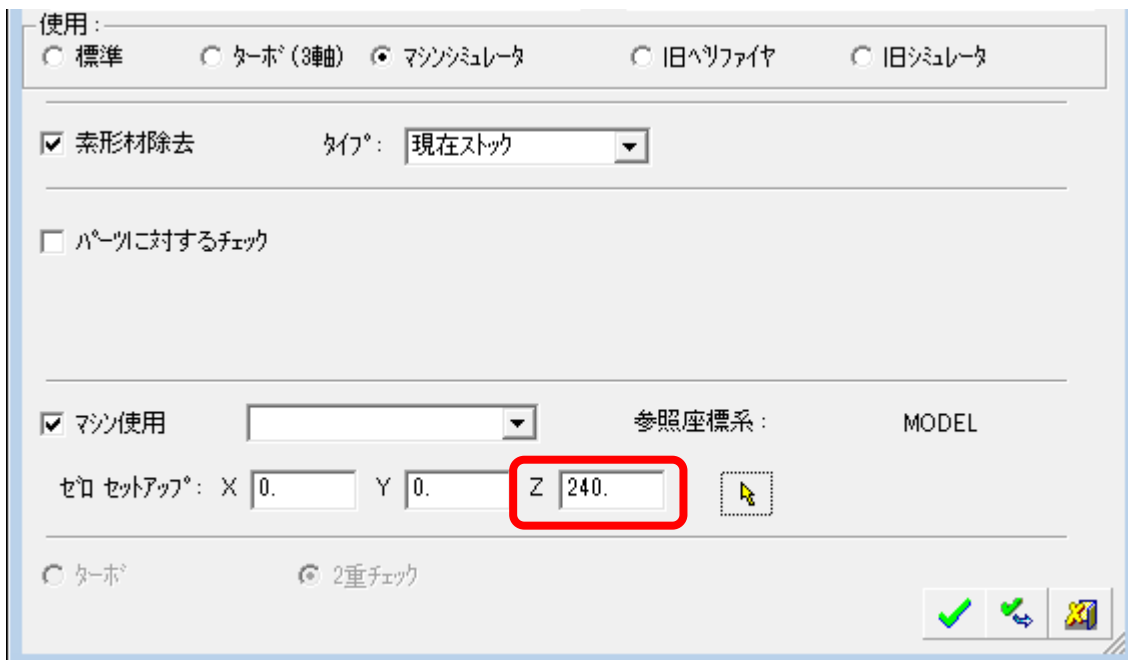 使用：
標準 ﾀｰﾎﾞ(3軸) ﾏｼﾝｼﾐｭﾚｰﾀ 旧ﾍﾞﾘﾌｧｲﾔ 旧ｼﾐｭﾚｰﾀ
素形材除去 ﾀｲﾌﾟ： 現在ｽﾄｯｸ
ﾊﾟｰﾂに対するﾁｪｯｸ
ﾏｼﾝ使用 参照座標系： MODEL
ｾﾞﾛ ｾｯﾄｱｯﾌﾟ： X 0. Y 0. Z 240.
ﾀｰﾎﾞ 2重ﾁｪｯｸ